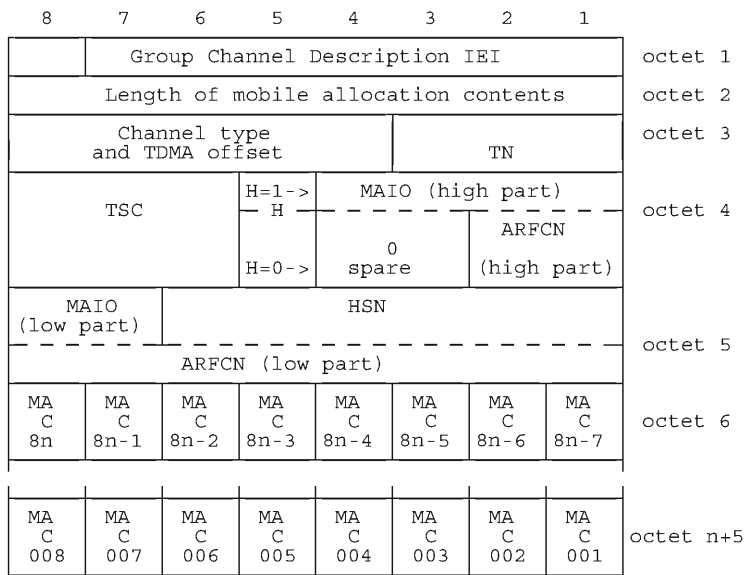 8 7 6 5 4 3 2 1
Group Channel Description IEI octet 1
Length of mobile allocation contents octet 2
Channel type octet 3
and TDMA offset TN
H=1-> MAIO (high part)
TSC H octet 4
ARFCN
0
H=0-> spare (high part)
MAIO HSN
(low part)
octet 5
ARFCN (low part)
MA MA MA MA MA MA MA MA
C C C C C C C C octet 6
8n 8n-1 8n-2 8n-3 8n-4 8n-5 8n-6 8n-7
MA MA MA MA MA MA MA MA
C C C C C C C C octet n+5
008 007 006 005 004 003 002 001